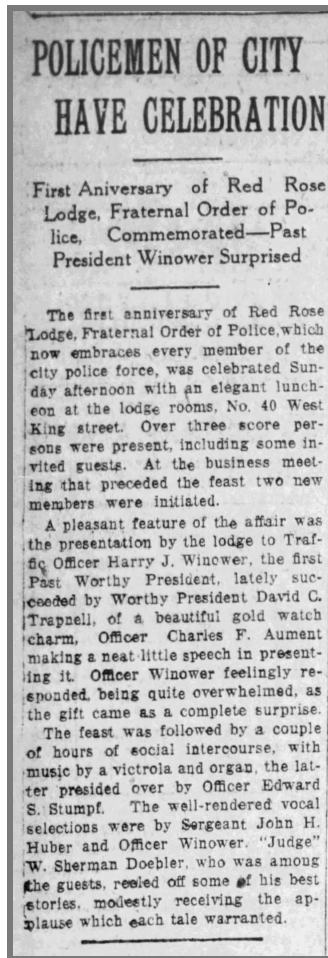 POLICEMEN OF CITY
HAVE CELEBRATION
First Aniversary of Red Rose
Lodge, Fraternal Order of Po-
lice, Commemorated—Past
President Winower Surprised
The first anniversary of Red Rose
Lodge, Fraternal Order of Police, which
now embraces every member of the
city police force, was celebrated Sun-
day afternoon with an elegant lunch-
eon at the lodge rooms, No. 40 West
King street. Over three score per-
sons were present, including some in-
vited guests. At the business meet-
ing that preceded the feast two new
members were initiated.
A pleasant feature of the affair was
the presentation by the lodge to Traf-
fic Officer Harry J. Winower, the first
Past Worthy President, lately suc-
ceeded by Worthy President David C.
Trapnell, of a beautiful gold watch
charm, Officer Charles F. Aument
making a neat little speech in present-
ing it. Officer Winower feelingly re-
sponded, being quite overwhelmed, as
the gift came as a complete surprise.
The feast was followed by a couple
of hours of social intercourse, with
music by a victrola and organ, the lat-
ter presided over by Officer Edward
S. Stumpf. The well-rendered vocal
selections were by Sergeant John H.
Huber and Officer Winower. "Judge"
W. Sherman Doebler, who was among
the guests, reeled off some of his best
stories, modestly receiving the ap-
plause which each tale warranted.